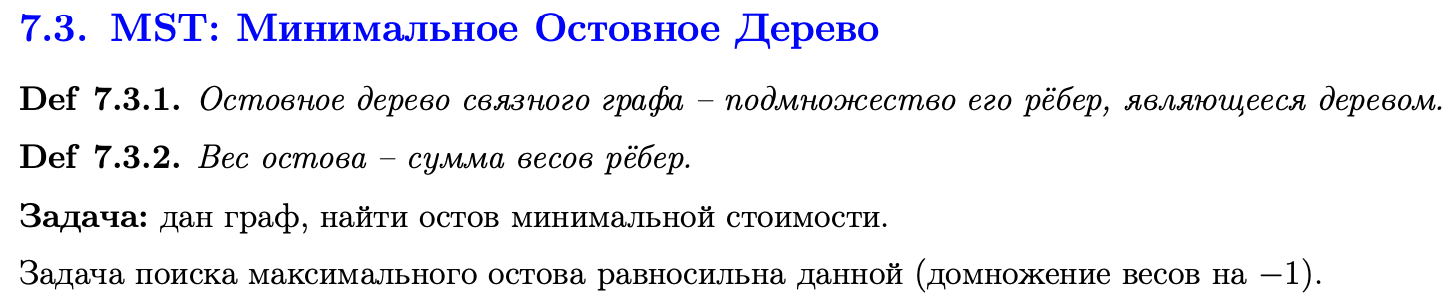 7.3. MST: Минимальное Остовное Дерево
Def 7.3.1. Остовное дерево связного графа – подмножество его рёбер, являющееся деревом.
Def 7.3.2. Вес остова – сумма весов рёбер.
Задача: дан граф, найти остов минимальной стоимости.
Задача поиска максимального остова равносильна данной (домножение весов на −1).